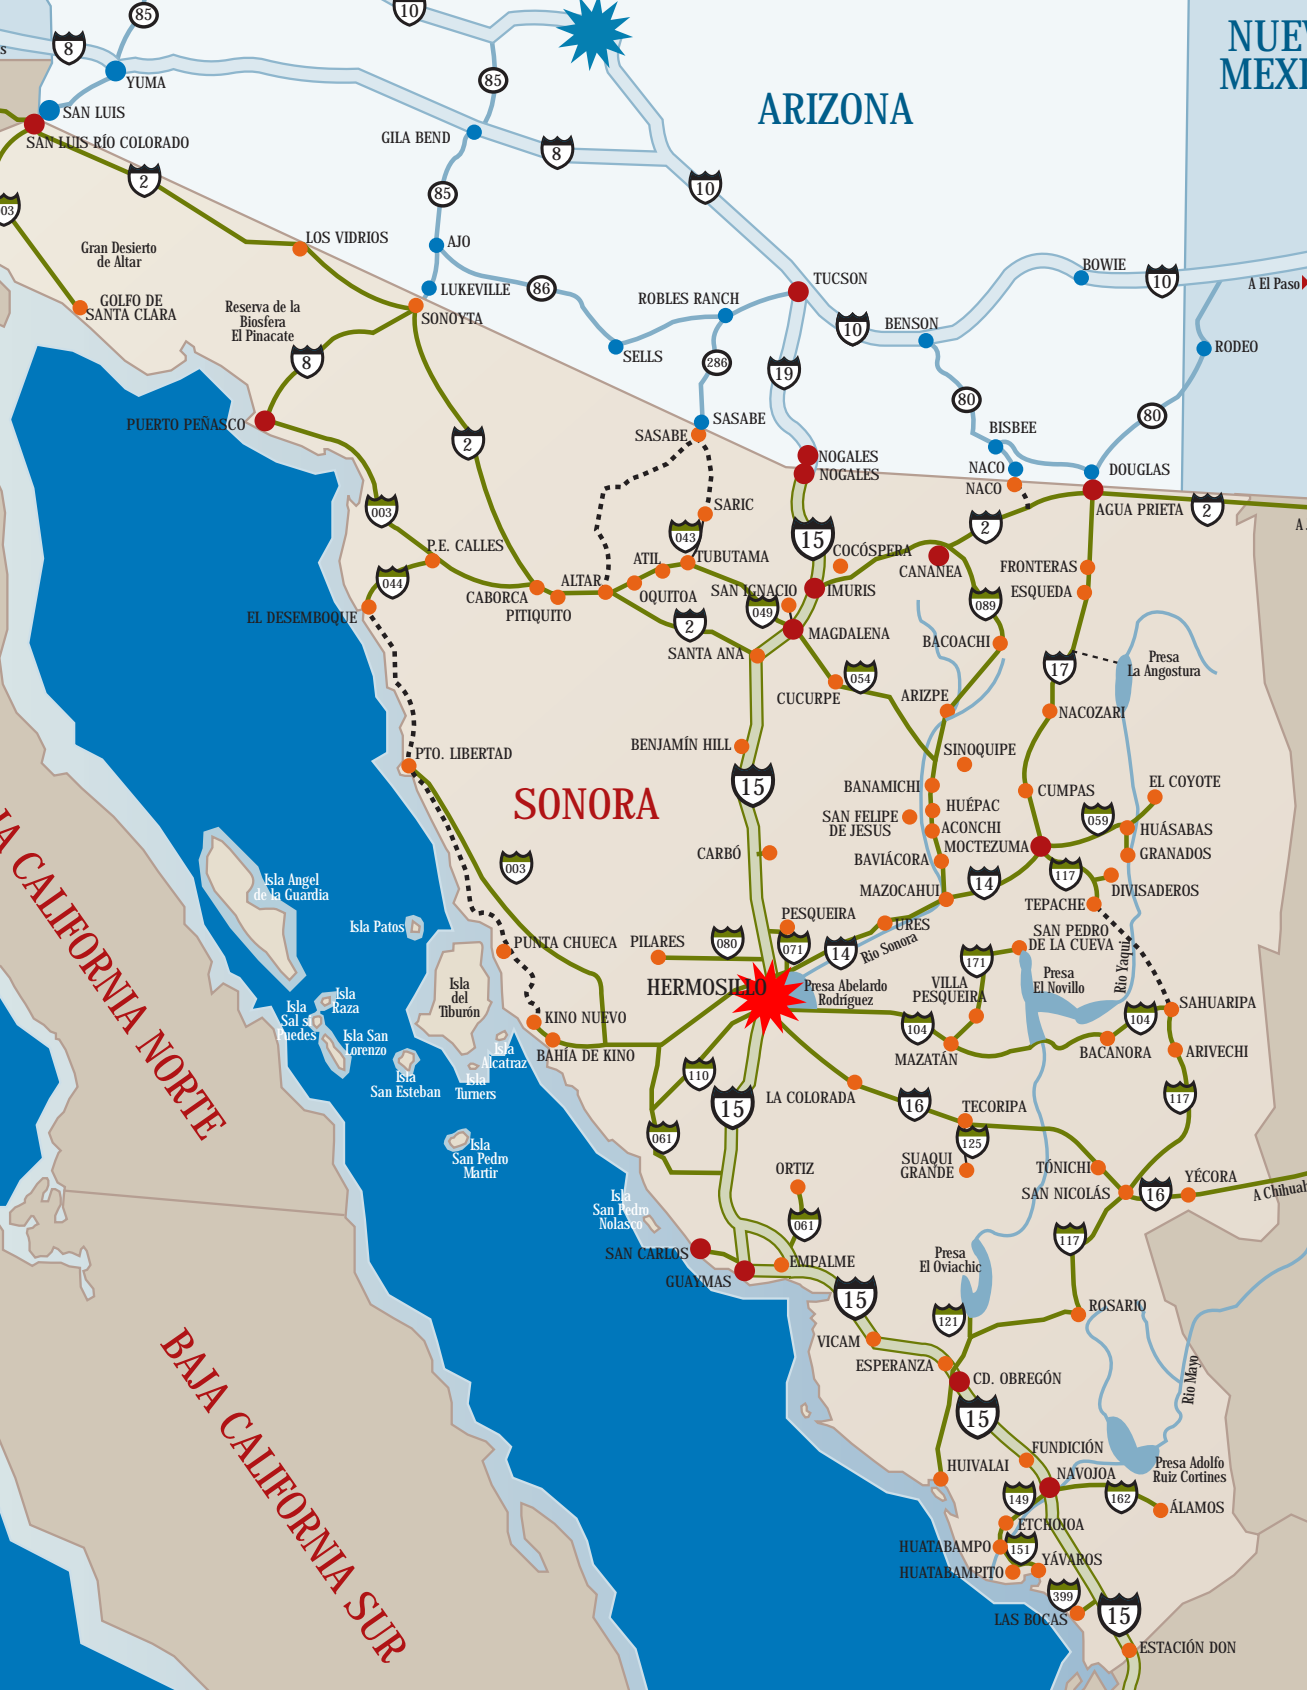 85
10
8
s
NUEV
MEXI
YUMA
85
ARIZONA
SAN LUIS
SAN LUIS RÍO COLORADO
GILA BEND
8
2
10
85
03
LOS VIDRIOS
AJO
Gran Desierto
de Altar
BOWIE
10
A El Paso
TUCSON
LUKEVILLE
86
ROBLES RANCH
GOLFO DE
SANTA CLARA
Reserva de la
Biosfera
El Pinacate
SONOYTA
10
BENSON
RODEO
SELLS
8
286
19
80
80
PUERTO PEÑASCO
SASABE
SASABE
2
BISBEE
NOGALES
NOGALES
NACO
NACO
DOUGLAS
AGUA PRIETA
2
003
SARIC
043
15
2
A
P.E. CALLES
ATIL
TUBUTAMA
COCÓSPERA
CANANEA
FRONTERAS
044
ALTAR
CABORCA
PITIQUITO
OQUITOA
SAN IGNACIO
IMURIS
ESQUEDA
089
EL DESEMBOQUE
049
2
MAGDALENA
SANTA ANA
BACOACHI
17
Presa
La Angostura
CUCURPE
054
ARIZPE
NACOZARI
BENJAMÍN HILL
SINOQUIPE
PTO. LIBERTAD
15
BANAMICHI
CUMPAS
EL COYOTE
SONORA
HUÉPAC
SAN FELIPE
DE JESUS
ACONCHI
059
HUÁSABAS
CARBÓ
BAVIÁCORA
MOCTEZUMA
GRANADOS
003
14
117
JA CALIFORNIA NORTE
Isla Angel
de la Guardia
MAZOCAHUI
DIVISADEROS
TEPACHE
Isla Patos
PESQUEIRA
URES
PUNTA CHUECA
PILARES
080
071
14
Rio Sonora
SAN PEDRO
DE LA CUEVA
171
Rio Yaqui
HERMOSILLO
Presa Abelardo
Rodríguez
VILLA
PESQUEIRA
Presa
El Novillo
Isla
del
Tiburón
Isla
Raza
Isla
Sal si
Puedes
SAHUARIPA
KINO NUEVO
104
104
Isla San
Lorenzo
BAHÍA DE KINO
Isla
Alcatraz
MAZATÁN
BACANORA
ARIVECHI
Isla
San Esteban
Isla
Turners
110
15
LA COLORADA
16
TECORIPA
117
061
125
Isla
San Pedro
Martir
SUAQUI
GRANDE
ORTIZ
TÓNICHI
YÉCORA
SAN NICOLÁS
16
A Chihuah
Isla
San Pedro
Nolasco
061
117
SAN CARLOS
EMPALME
GUAYMAS
Presa
El Oviachic
15
121
ROSARIO
VICAM
ESPERANZA
CD. OBREGÓN
BAJA CALIFORNIA SUR
Rio Mayo
15
FUNDICIÓN
HUIVALAI
NAVOJOA
Presa Adolfo
Ruiz Cortines
149
162
ÁLAMOS
ETCHOJOA
HUATABAMPO
151
YÁVAROS
HUATABAMPITO
399
LAS BOCAS
15
ESTACIÓN DON